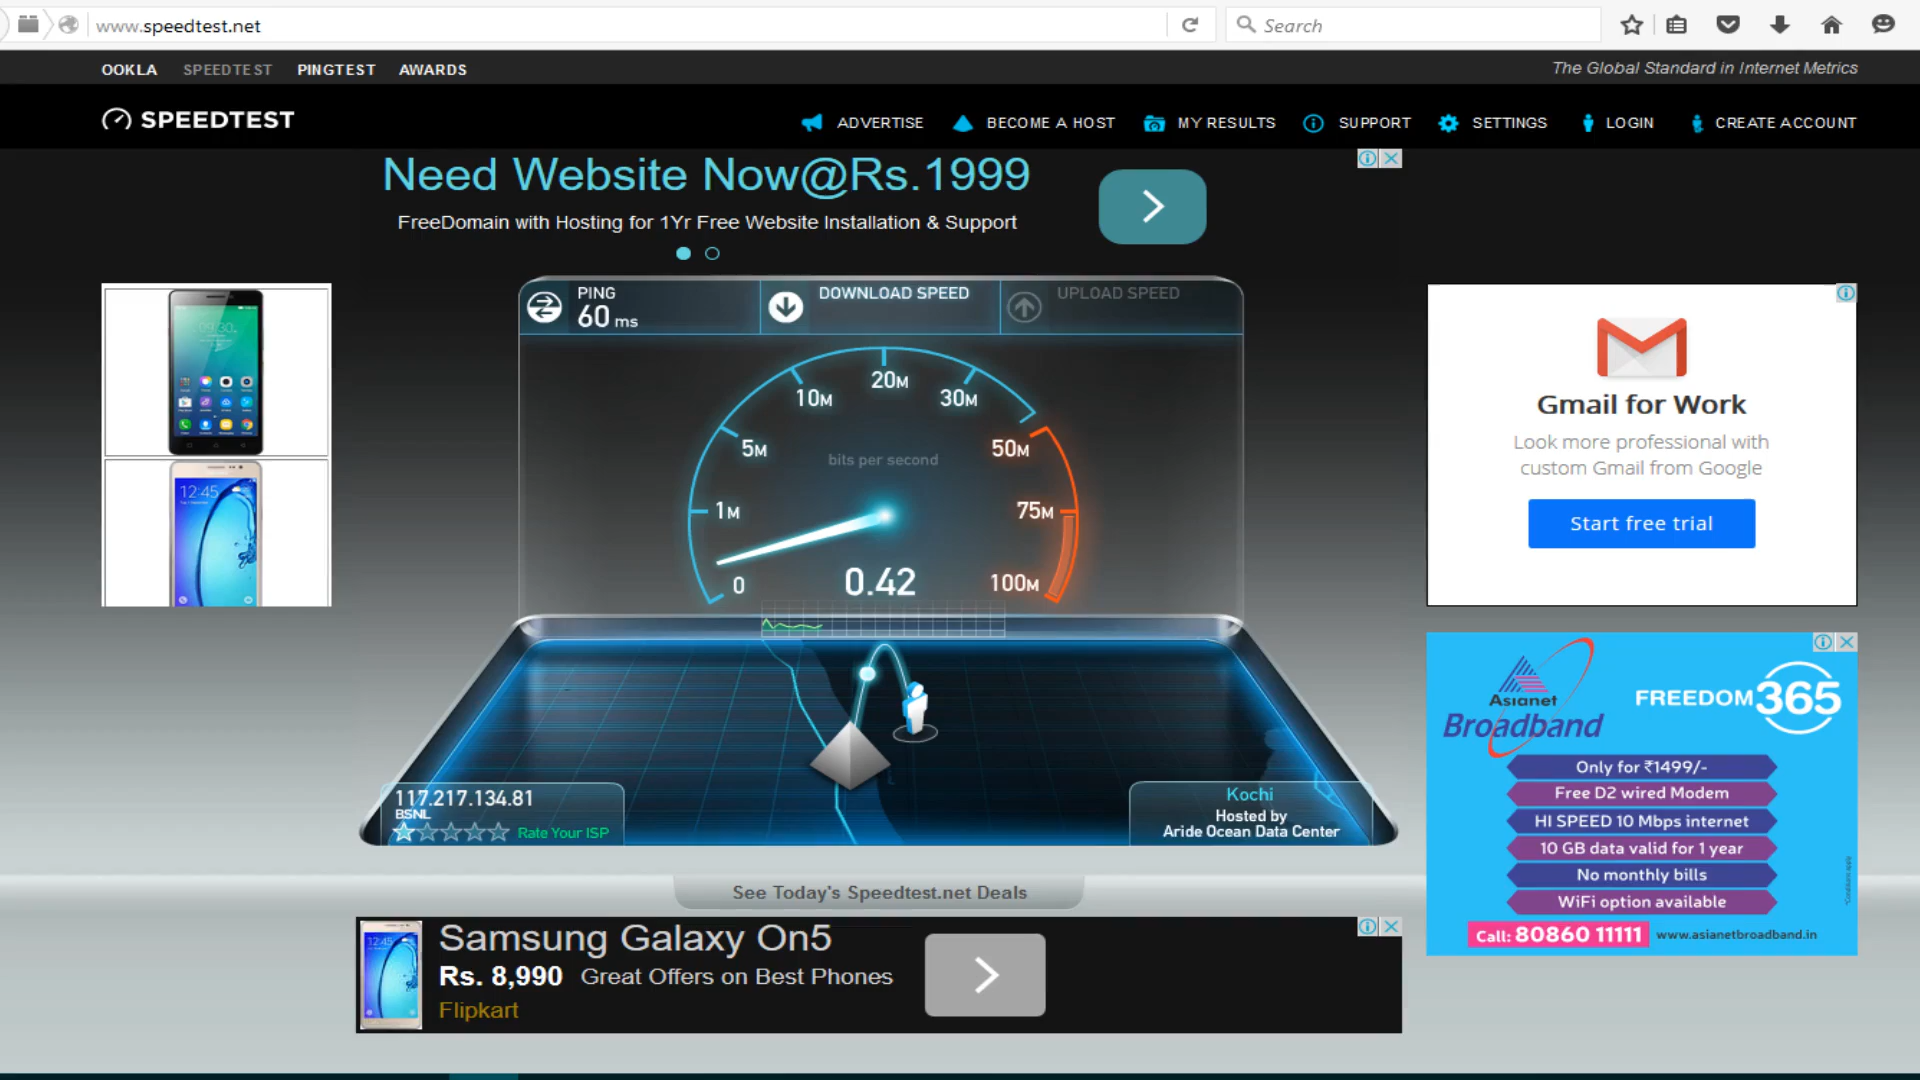 www.speedtest.net
Search
OOKLA SPEEDTEST PINGTEST AWARDS
The Global Standard in Internet Metrics
SPEEDTEST
ADVERTISE BECOME A HOST MY RESULTS SUPPORT SETTINGS LOGIN CREATE ACCOUNT
Need Website Now@Rs.1999
FreeDomain with Hosting for 1Yr Free Website Installation & Support
PING
60 ms
DOWNLOAD SPEED
UPLOAD SPEED
20M
10M
30M
5M
50M
bits per second
1M
75M
0
0.42
100M
117.217.134.81
BSNL
Rate Your ISP
Kochi
Hosted by
Aride Ocean Data Center
See Today's Speedtest.net Deals
Samsung Galaxy On5
Rs. 8,990 Great Offers on Best Phones
Flipkart
12:45
Gmail for Work
Look more professional with
custom Gmail from Google
Start free trial
Asianet
Broadband
FREEDOM 365
Only for ₹1499/-
Free D2 wired Modem
HI SPEED 10 Mbps internet
10 GB data valid for 1 year
No monthly bills
WiFi option available
Call: 80860 11111 www.asianetbroadband.in